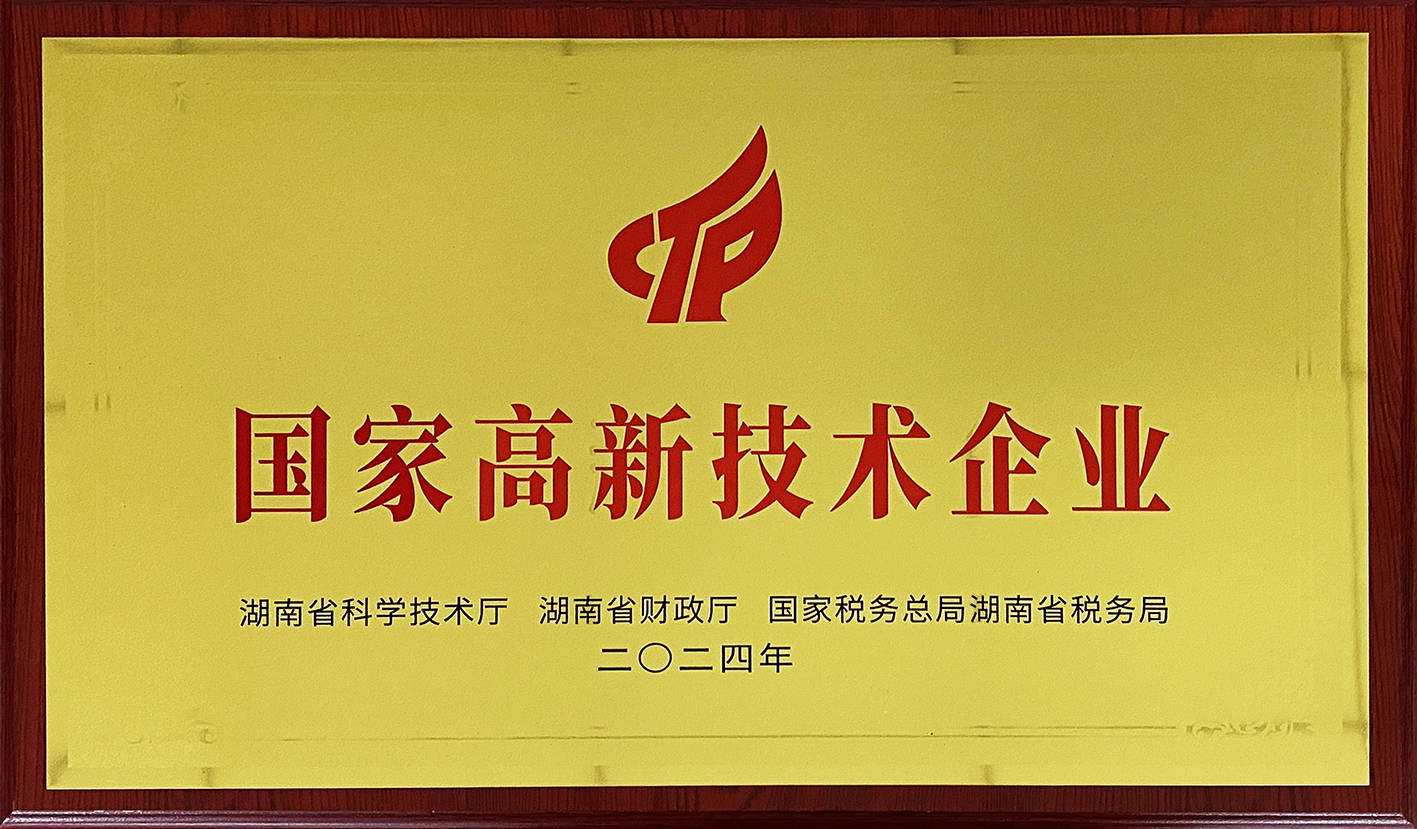 CTP
国家高新技术企业
湖南省科学技术厅 湖南省财政厅 国家税务总局湖南省税务局
二〇二四年